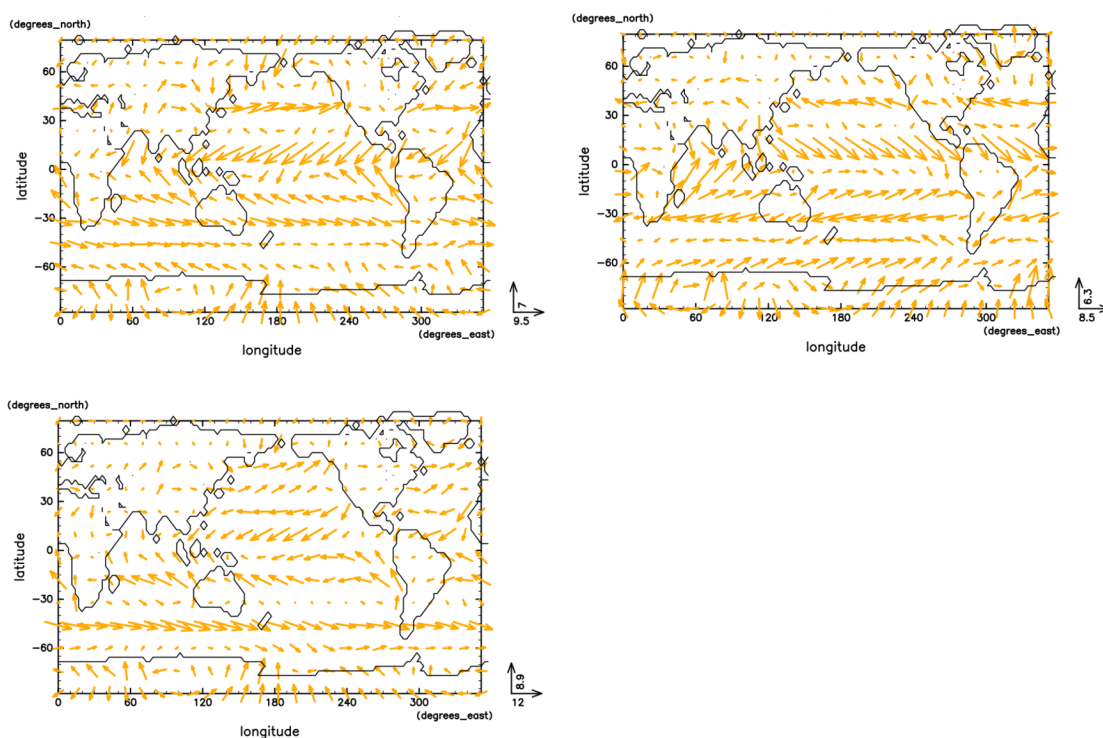 (degrees_north)
60
30
0
−30
−60
latitude
0 60 120 180 240 300
(degrees_east)
longitude
7
9.5
(degrees_north)
60
30
0
−30
−60
latitude
0 60 120 180 240 300
(degrees_east)
longitude
6.3
8.5
(degrees_north)
60
30
0
−30
−60
latitude
0 60 120 180 240 300
(degrees_east)
longitude
8.9
12